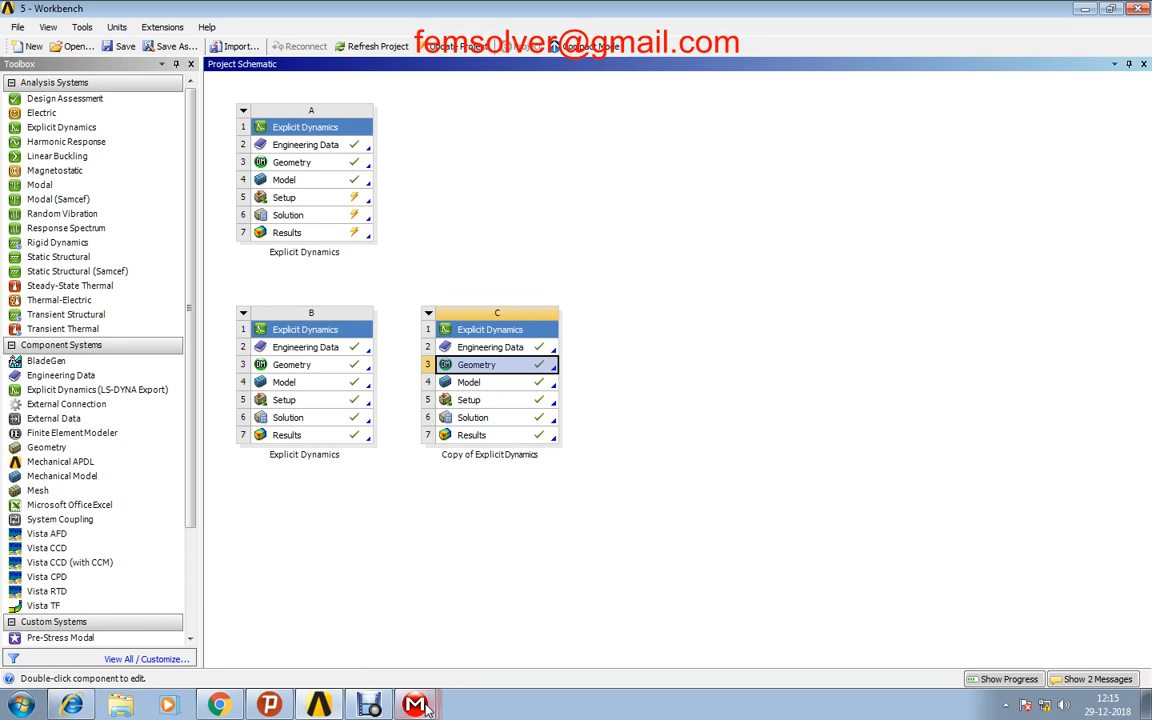 5 - Workbench
File View Tools Units Extensions Help
New Open... Save Save As... Import... Reconnect Refresh Project
femsolver@gmail.com
Toolbox
Project Schematic
Analysis Systems
Design Assessment
Electric
Explicit Dynamics
Harmonic Response
Linear Buckling
Magnetostatic
Modal
Modal (Samcef)
Random Vibration
Response Spectrum
Rigid Dynamics
Static Structural
Static Structural (Samcef)
Steady-State Thermal
Thermal-Electric
Transient Structural
Transient Thermal
Component Systems
BladeGen
Engineering Data
Explicit Dynamics (LS-DYNA Export)
External Connection
External Data
Finite Element Modeler
Geometry
Mechanical APDL
Mechanical Model
Mesh
Microsoft Office Excel
System Coupling
Vista AFD
Vista CCD
Vista CCD (with CCM)
Vista CPD
Vista RTD
Vista TF
Custom Systems
Pre-Stress Modal
View All / Customize...
A
1 Explicit Dynamics
2 Engineering Data
3 Geometry
4 Model
5 Setup
6 Solution
7 Results
Explicit Dynamics
B
1 Explicit Dynamics
2 Engineering Data
3 Geometry
4 Model
5 Setup
6 Solution
7 Results
Explicit Dynamics
C
1 Explicit Dynamics
2 Engineering Data
3 Geometry
4 Model
5 Setup
6 Solution
7 Results
Copy of Explicit Dynamics
Double-click component to edit.
Show Progress
Show 2 Messages
12:15
29-12-2018